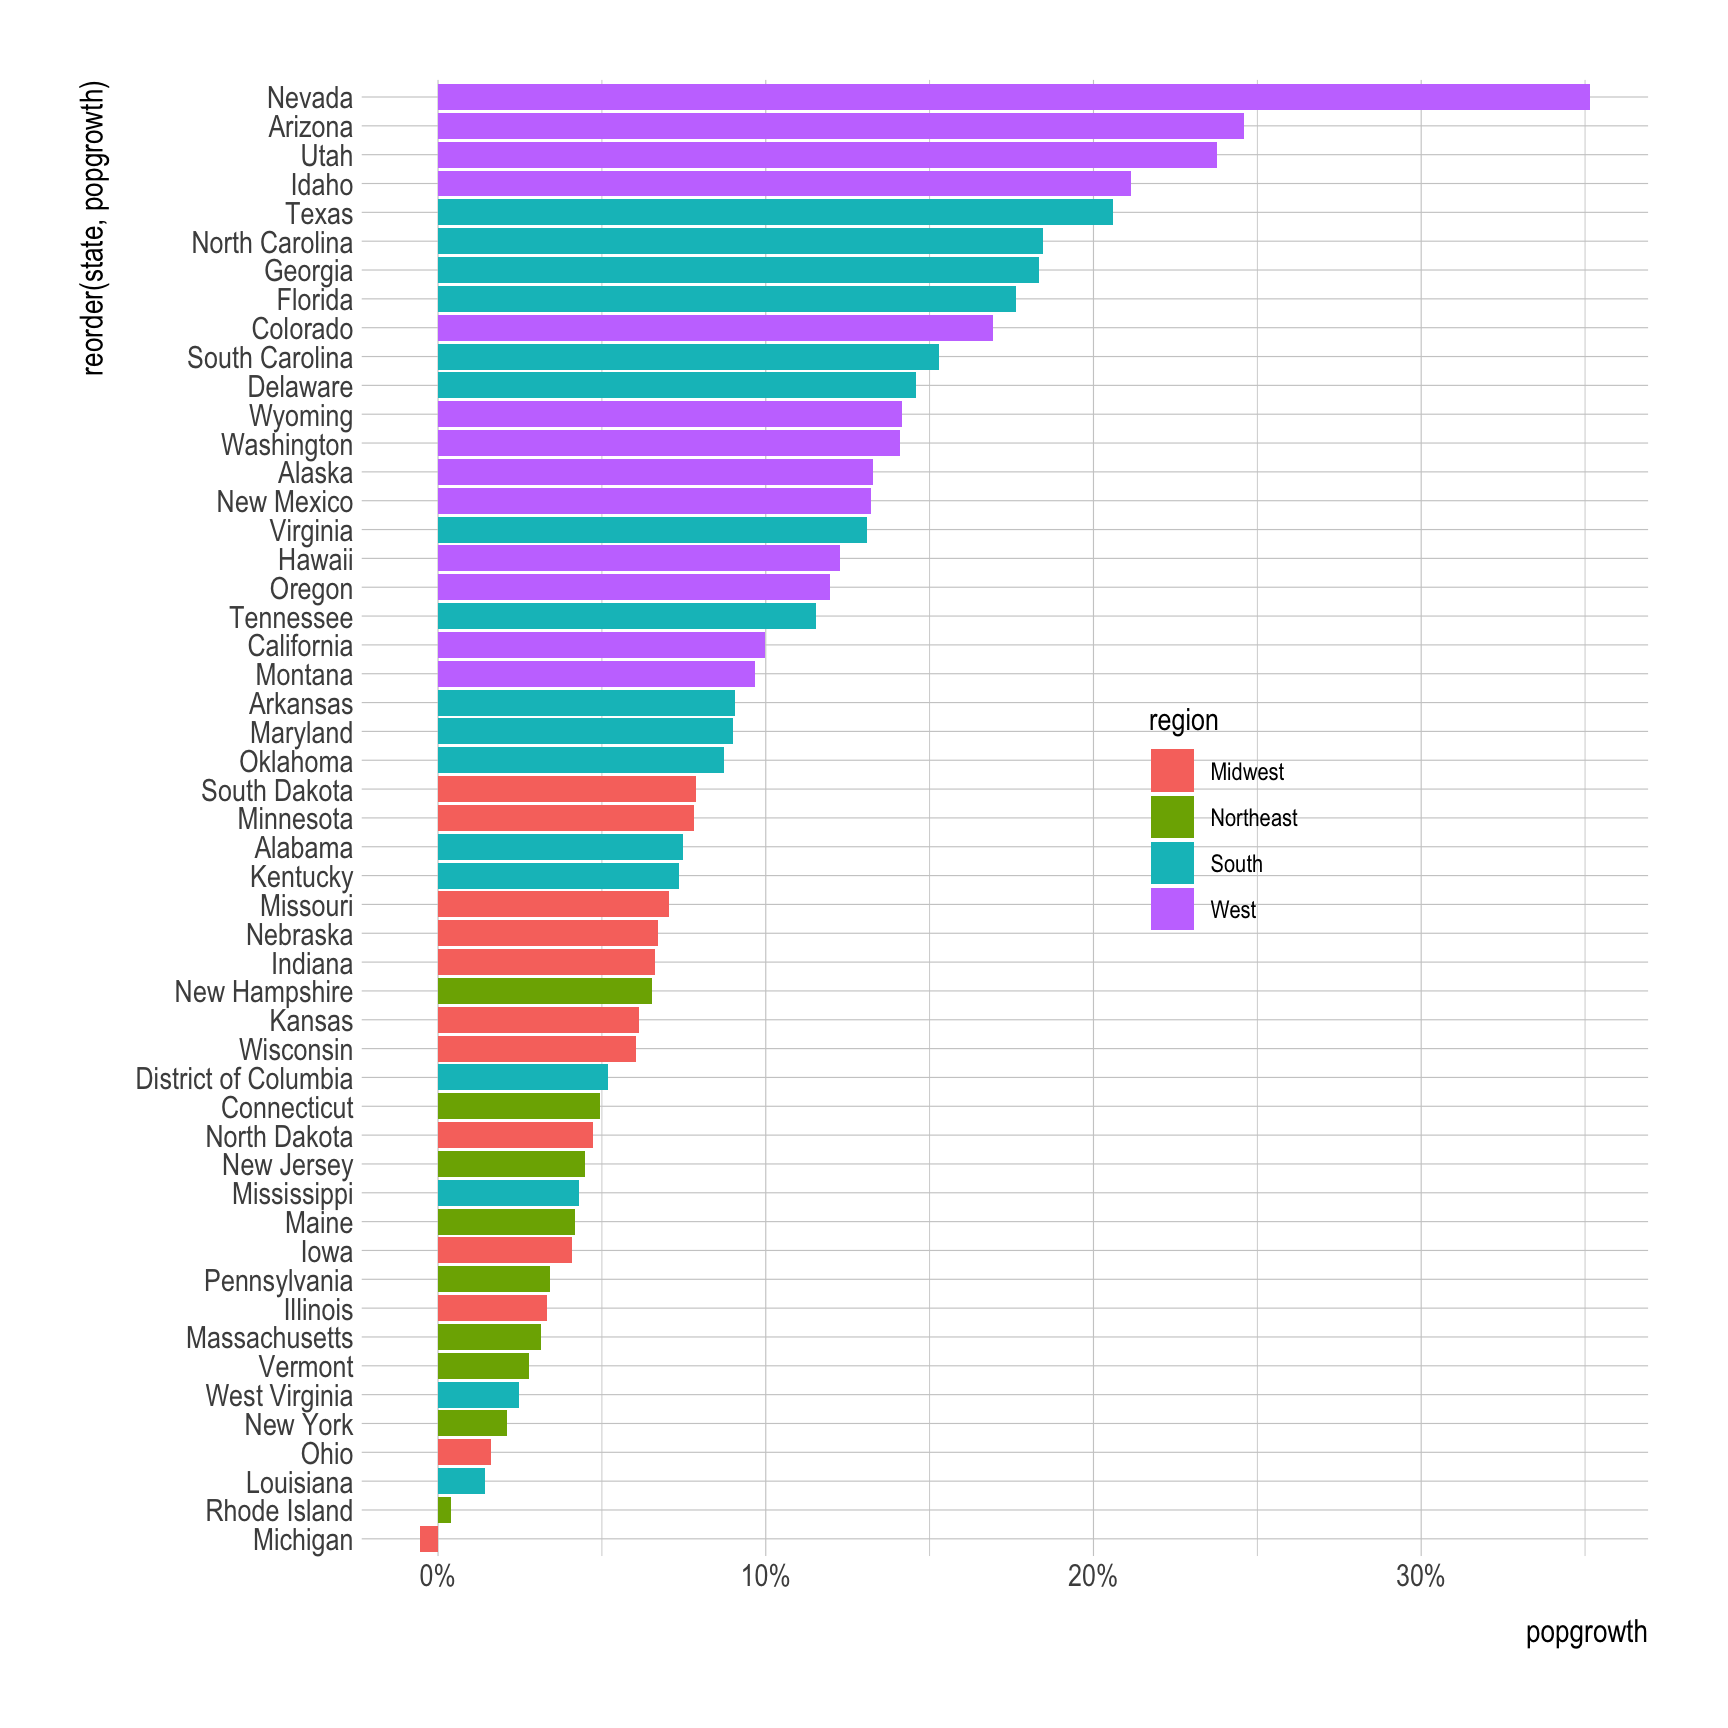 reorder(state, popgrowth)
Nevada
Arizona
Utah
Idaho
Texas
North Carolina
Georgia
Florida
Colorado
South Carolina
Delaware
Wyoming
Washington
Alaska
New Mexico
Virginia
Hawaii
Oregon
Tennessee
California
Montana
Arkansas
Maryland
Oklahoma
South Dakota
Minnesota
Alabama
Kentucky
Missouri
Nebraska
Indiana
New Hampshire
Kansas
Wisconsin
District of Columbia
Connecticut
North Dakota
New Jersey
Mississippi
Maine
Iowa
Pennsylvania
Illinois
Massachusetts
Vermont
West Virginia
New York
Ohio
Louisiana
Rhode Island
Michigan
region
Midwest
Northeast
South
West
0% 10% 20% 30%
popgrowth